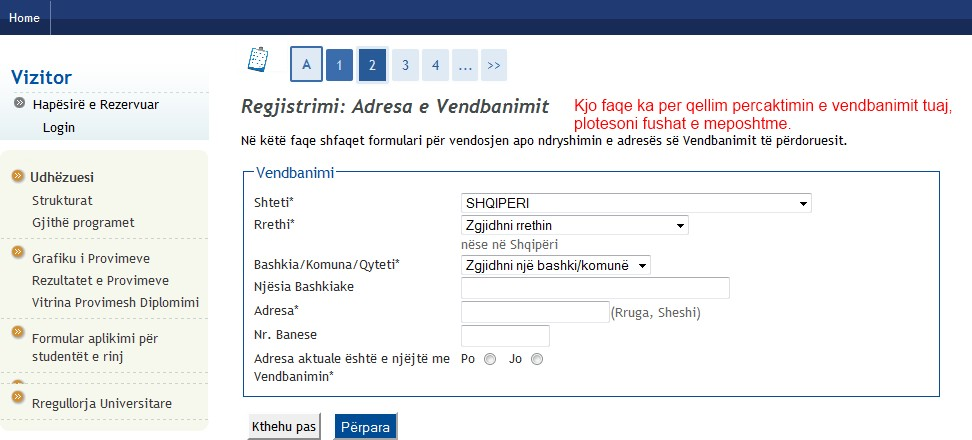 Home
A 1 2 3 4 ... >>
Vizitor
Hapësirë e Rezervuar
Login
Udhëzuesi
Strukturat
Gjithë programet
Grafiku i Provimeve
Rezultatet e Provimeve
Vitrina Provimesh Diplomimi
Formular aplikimi për
studentët e rinj
Rregullorja Universitare
Regjistrimi: Adresa e Vendbanimit
Kjo faqe ka per qellim percaktimin e vendbanimit tuaj,
plotesoni fushat e meposhtme.
Në këtë faqe shfaqet formulari për vendosjen apo ndryshimin e adresës së Vendbanimit të përdoruesit.
Vendbanimi
Shteti* SHQIPERI
Rrethi* Zgjidhni rrethin
nëse në Shqipëri
Bashkia/Komuna/Qyteti* Zgjidhni një bashki/komunë
Njësia Bashkiake
Adresa* (Rruga, Sheshi)
Nr. Banese
Adresa aktuale është e njëjtë me Po Jo
Vendbanimin*
Kthehu pas Përpara